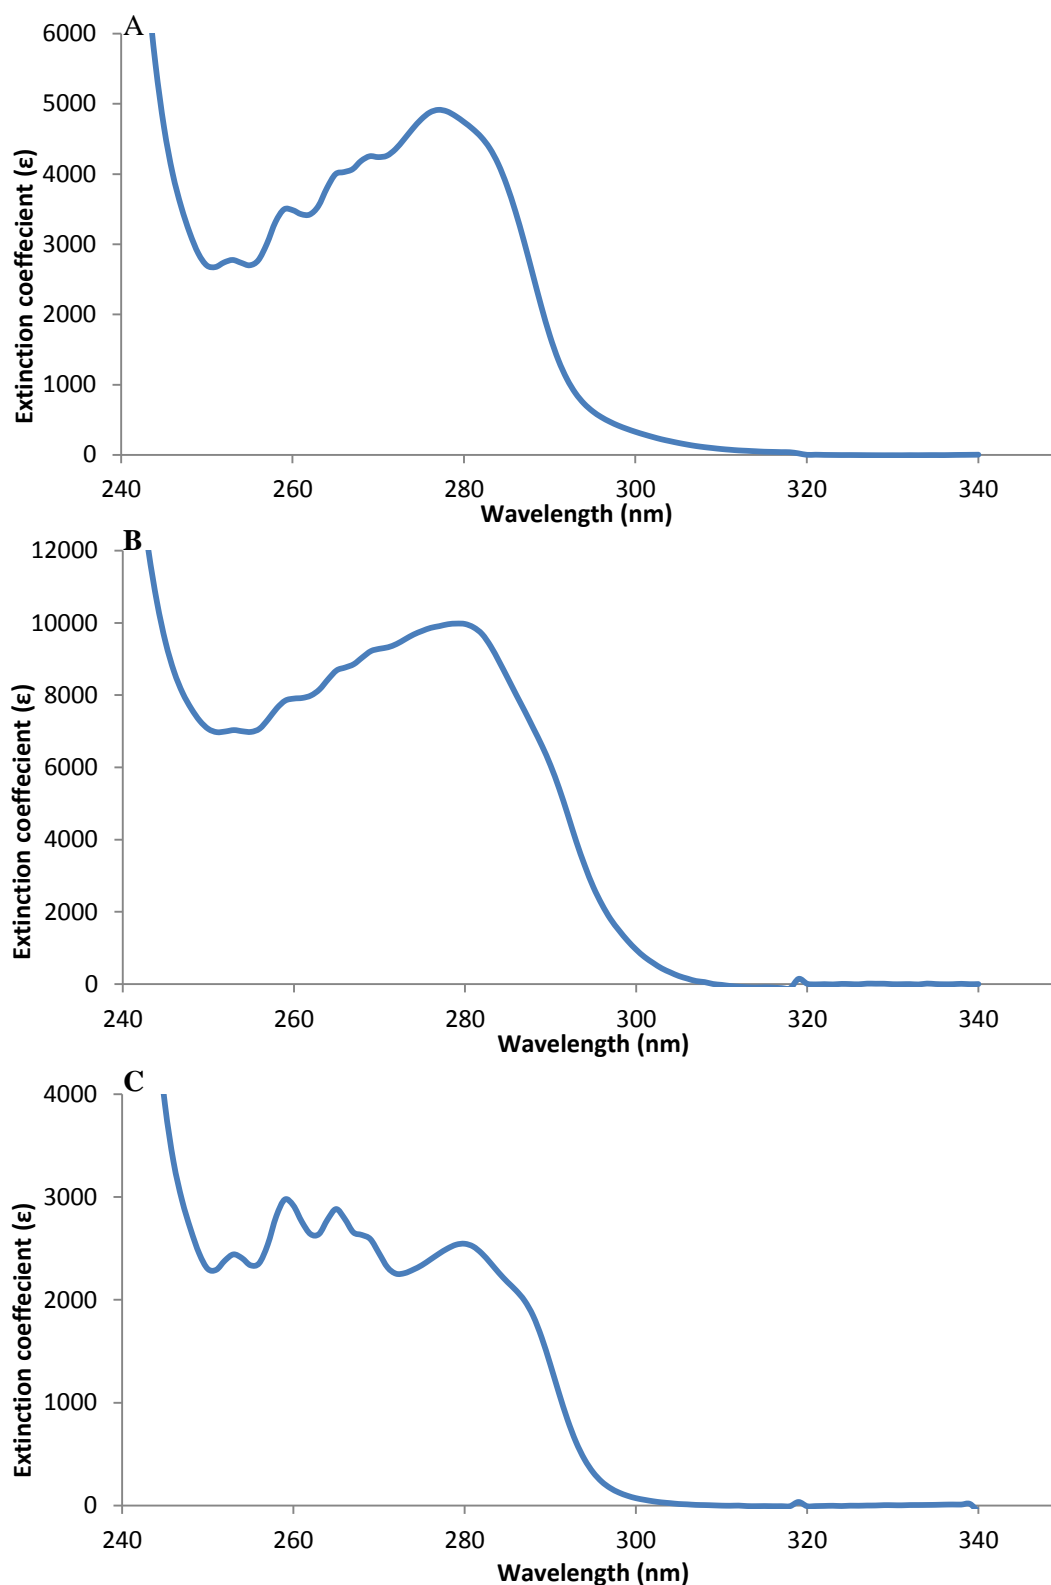 A
6000
5000
4000
3000
2000
1000
0
Extinction coeffecient (ε)
240 260 280 300 320 340
Wavelength (nm)
B
12000
10000
8000
6000
4000
2000
0
Extinction coeffecient (ε)
240 260 280 300 320 340
Wavelength (nm)
C
4000
3000
2000
1000
0
Extinction coeffecient (ε)
240 260 280 300 320 340
Wavelength (nm)